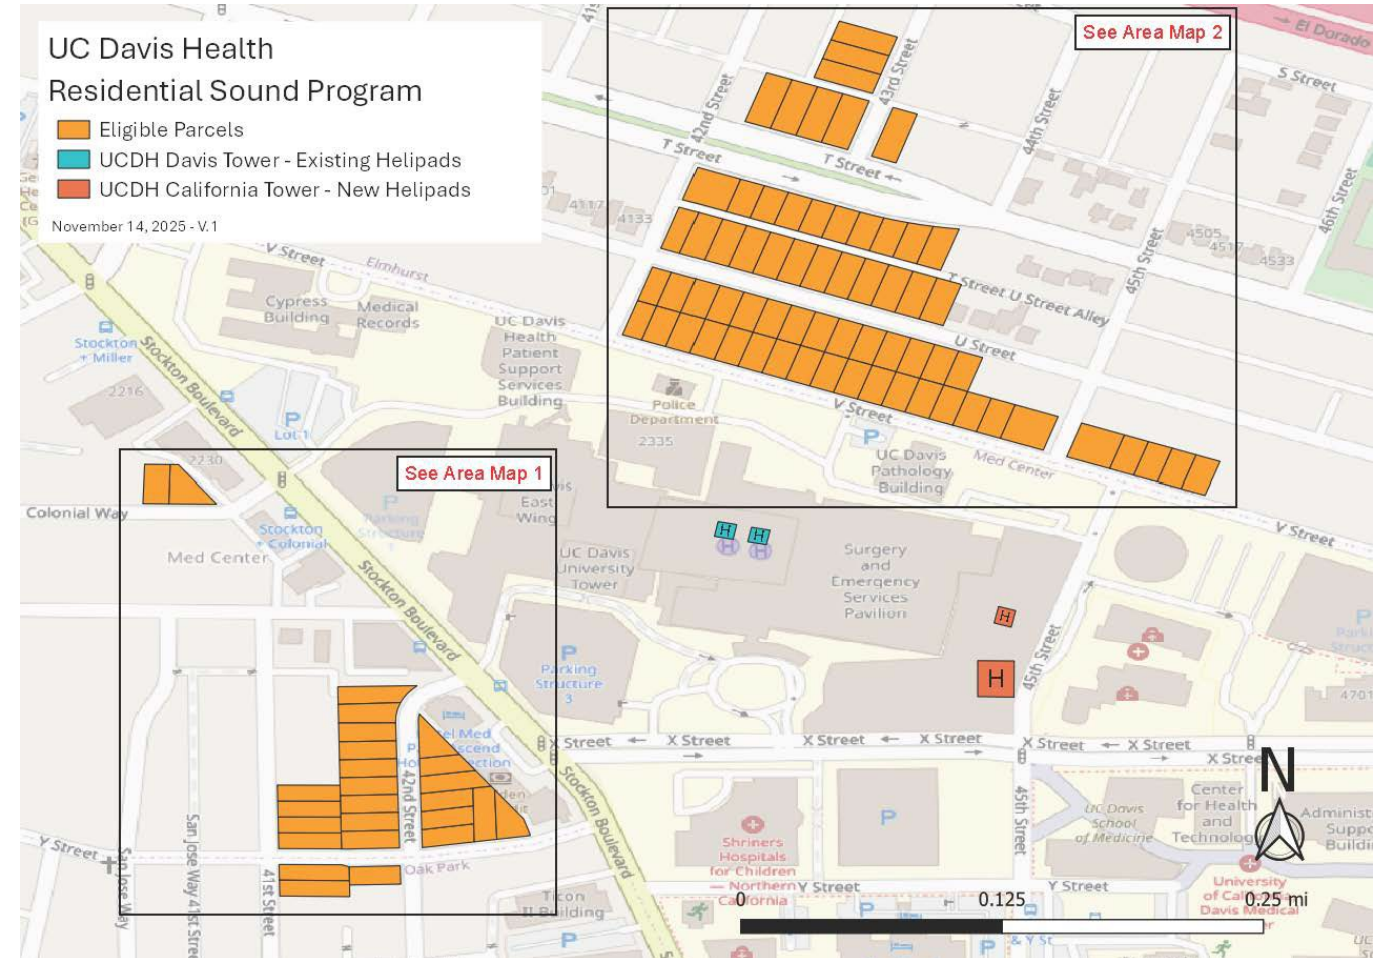 UC Davis Health
Residential Sound Program
Eligible Parcels
UCDH Davis Tower - Existing Helipads
UCDH California Tower - New Helipads
November 14, 2025 - V.1
See Area Map 2
El Dorado
S Street
43rd Street
42nd Street
44th Street
T Street
T Street
46th Street
45th Street
4117
4133
4505
4517
4533
V Street
Elmhurst
T Street U Street Alley
U Street
V Street
Cypress
Building
Medical
Records
UC Davis
Health
Patient
Support
Services
Building
Stockton
+ Miller
Stockton Boulevard
2216
P
Lot 1
2230
Police
Department
2335
P
UC Davis
Pathology
Building
Med Center
V Street
See Area Map 1
Colonial Way
Stockton
+ Colonial
Med Center
P
Parking
Structure
East
Wing
UC Davis
University
Tower
H
H
H
H
Surgery
and
Emergency
Services
Pavilion
H
H
45th Street
Stockton Boulevard
P
Parking
Structure
3
P
4701
X Street
X Street
X Street
X Street
X Street
X Street
42nd Street
Stockton Boulevard
45th Street
N
Y Street
San Jose Way
San Jose Way 41st Street
41st Street
Oak Park
Shriners
Hospitals
for Children
— Northern
California
P
UC Davis
School
of Medicine
Center
for Health
and
Technology
Y Street
Y Street
University
of California
Davis Medical
0
0.125
0.25 mi
P
P
P
& Y St